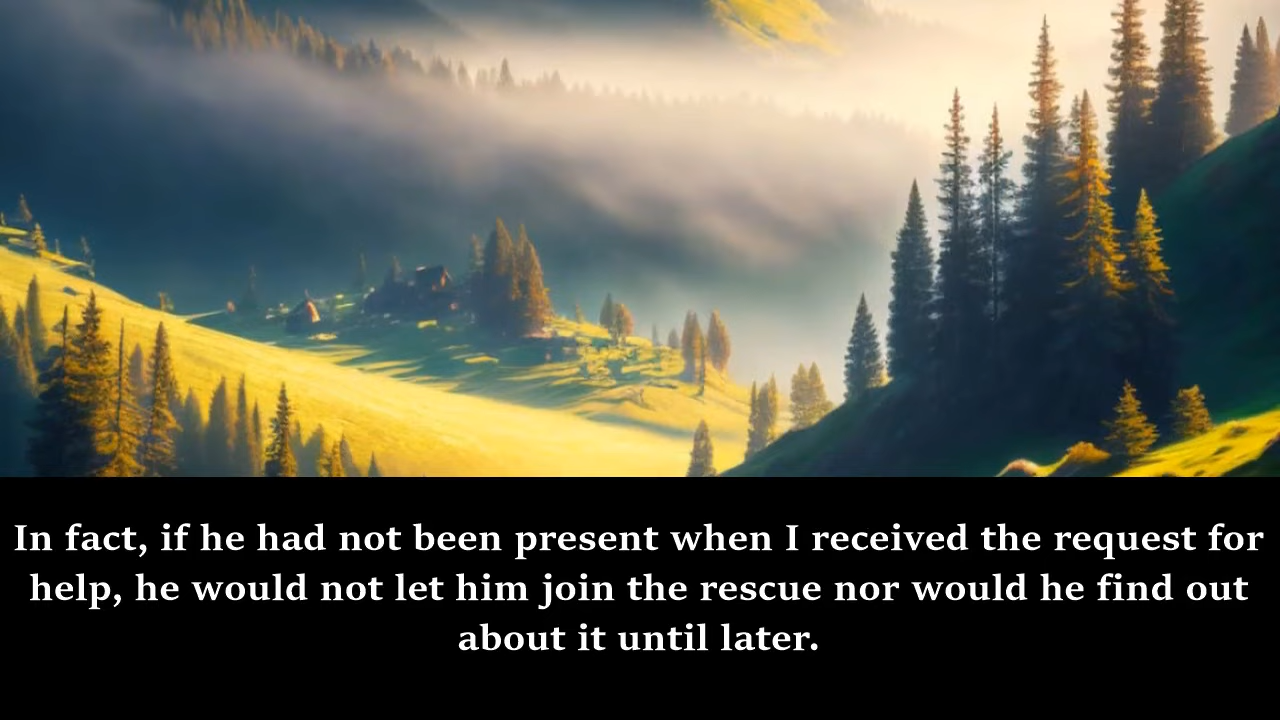 In fact, if he had not been present when I received the request for
help, he would not let him join the rescue nor would he find out
about it until later.